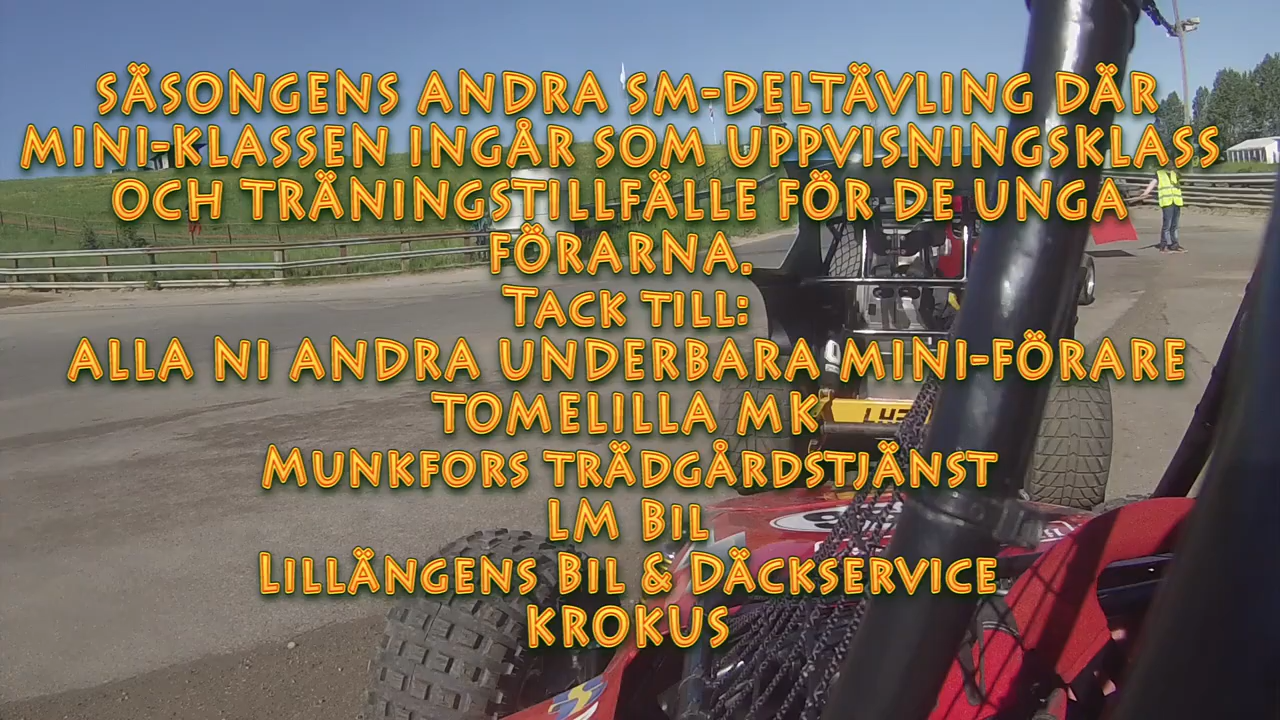 SÄSONGENS ANDRA SM-DELTÄVLING DÄR
MINI-KLASSEN INGÅR SOM UPPVISNINGSKLASS
OCH TRÄNINGSTILLFÄLLE FÖR DE UNGA
FÖRARNA.
TACK TILL:
ALLA NI ANDRA UNDERBARA MINI-FÖRARE
TOMELILLA MK
MUNKFORS TRÄDGÅRDSTJÄNST
LM BIL
LILLÄNGENS BIL & DÄCKSERVICE
KROKUS